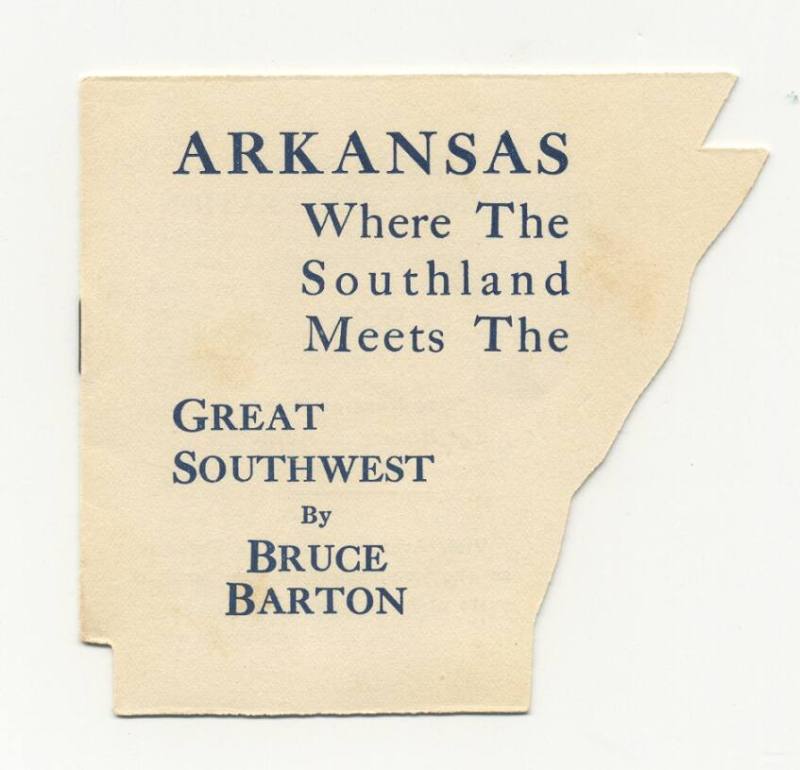 ARKANSAS
Where The
Southland
Meets The
GREAT
SOUTHWEST
By
BRUCE
BARTON